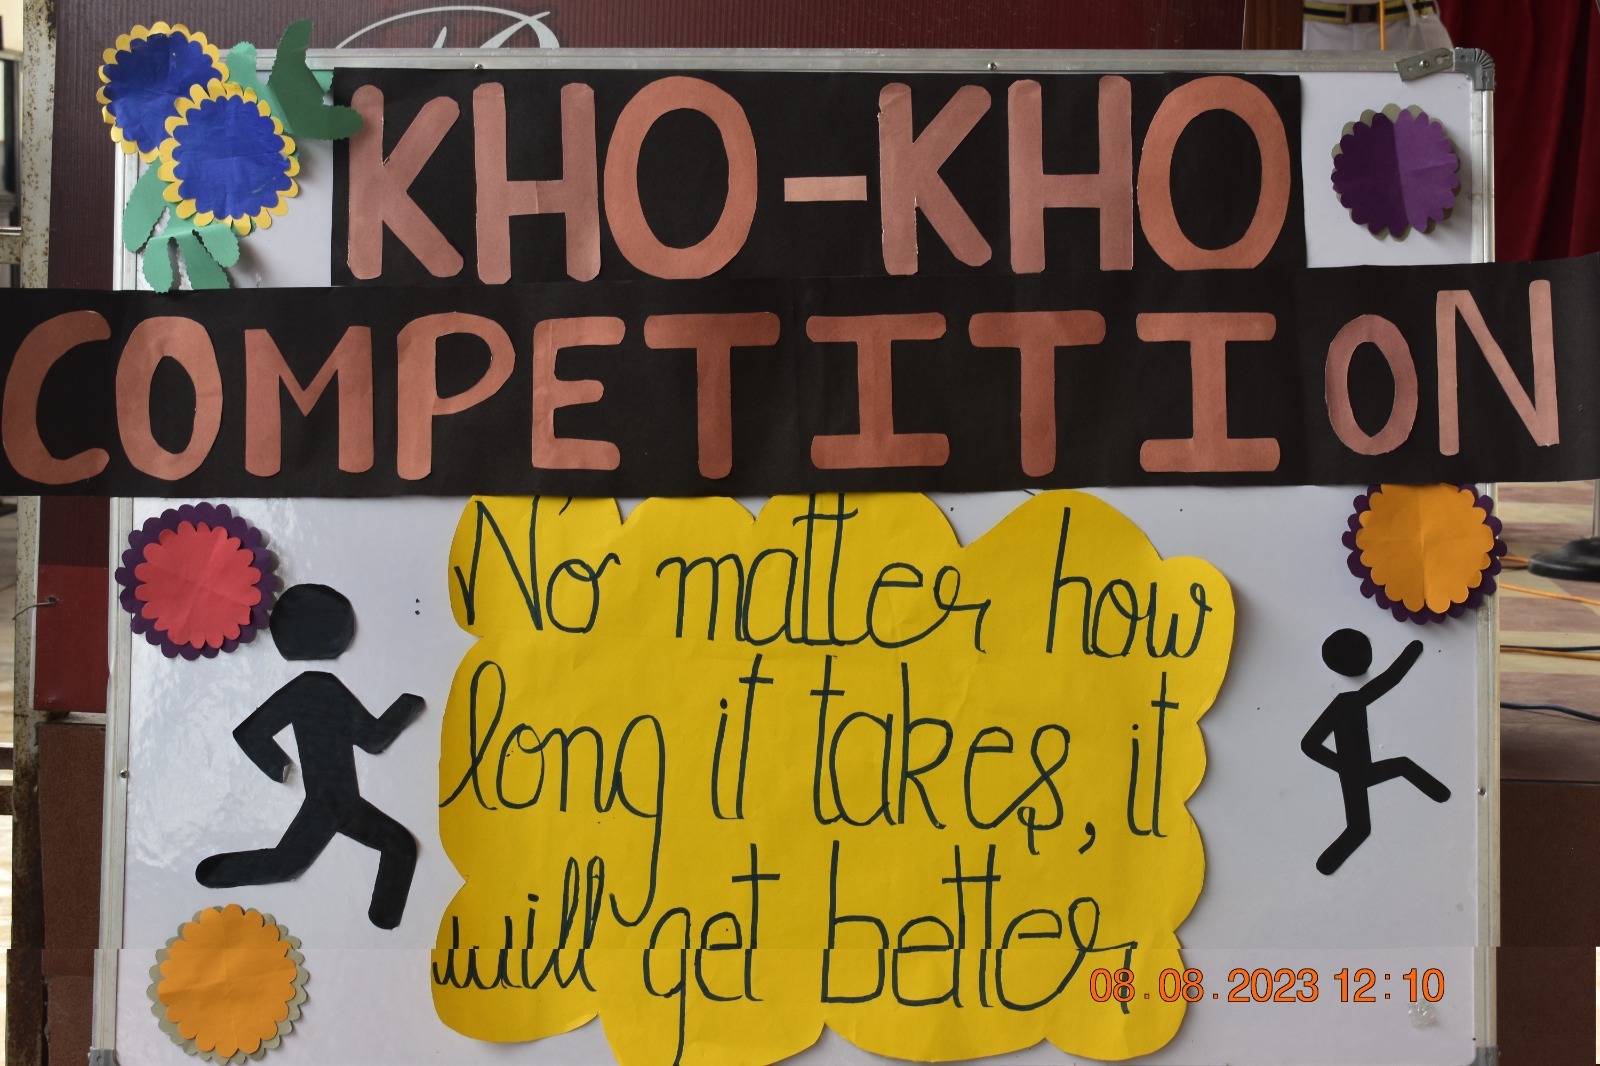 KHO-KHO
COMPETITION
No matter how
long it takes, it
will get better
08.08.2023 12:10